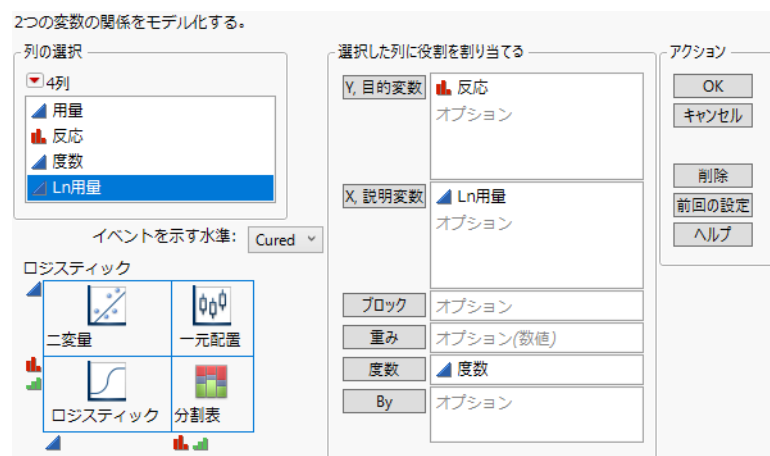 2つの変数の関係をモデル化する。
列の選択
4列
用量
反応
度数
Ln用量
イベントを示す水準: Cured
ロジスティック
二変量
一元配置
ロジスティック
分割表
選択した列に役割を割り当てる
Y, 目的変数
反応
オプション
X, 説明変数
Ln用量
オプション
ブロック
オプション
重み
オプション(数値)
度数
度数
By
オプション
アクション
OK
キャンセル
削除
前回の設定
ヘルプ